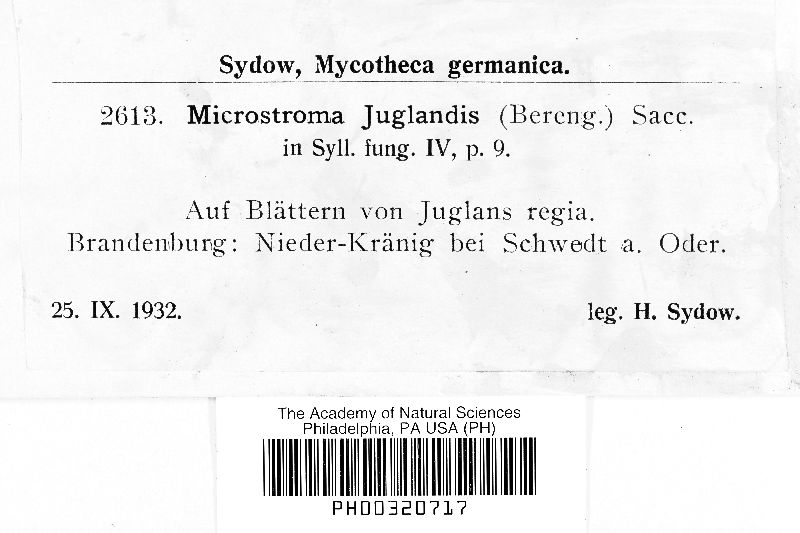 Sydow, Mycotheca germanica.
2613. Microstroma Juglandis (Bereng.) Sacc.
in Syll. fung. IV, p. 9.
Auf Blättern von Juglans regia.
Brandenburg: Nieder-Kränig bei Schwedt a. Oder.
25. IX. 1932. leg. H. Sydow.
The Academy of Natural Sciences
Philadelphia, PA USA (PH)
PH00320717